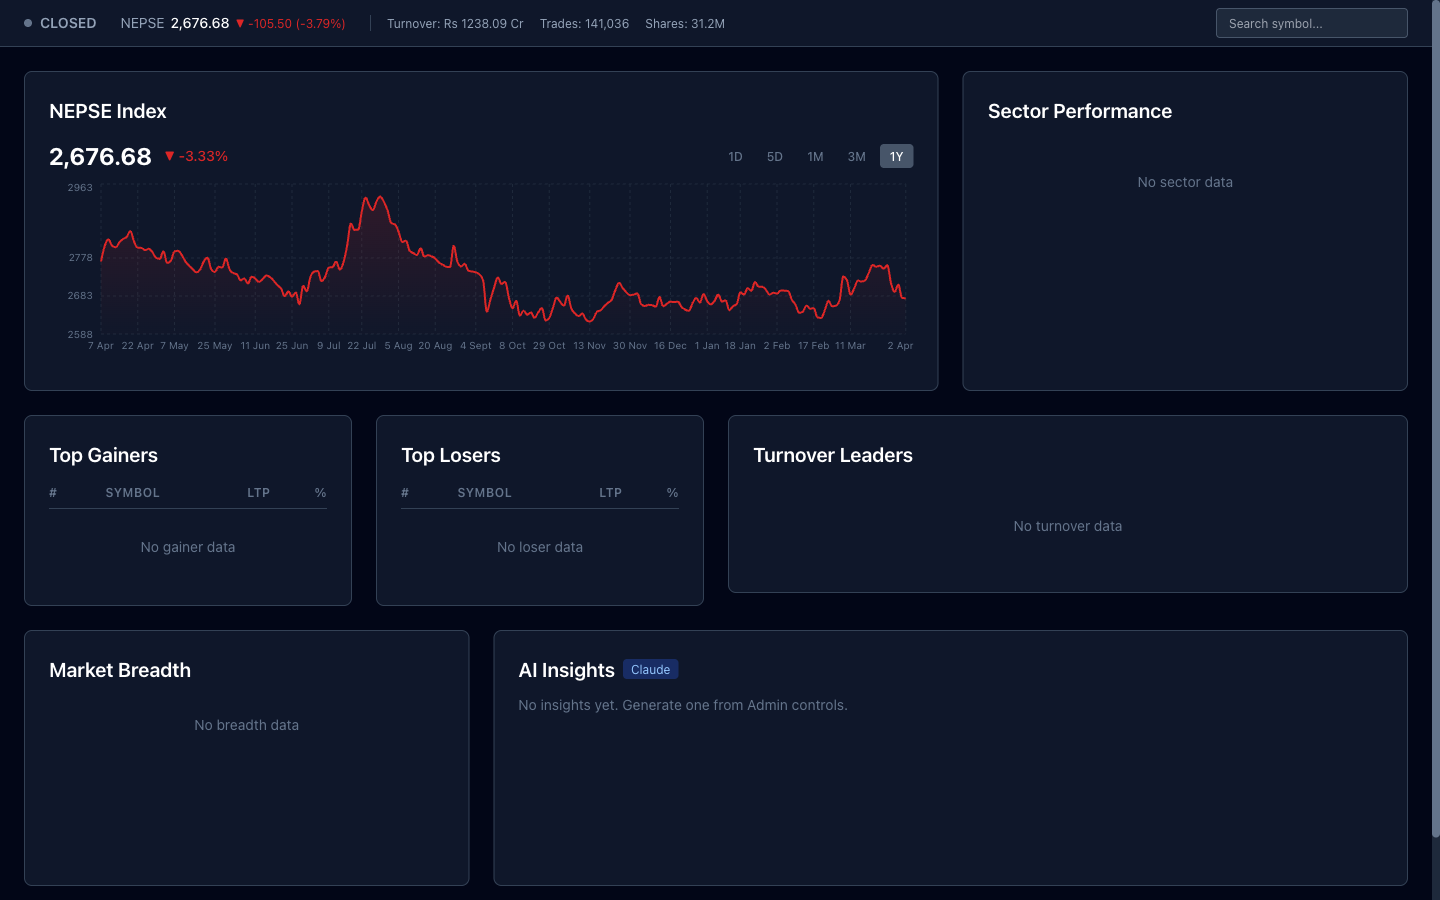 CLOSED NEPSE 2,676.68 ▼ -105.50 (-3.79%) Turnover: Rs 1238.09 Cr Trades: 141,036 Shares: 31.2M Search symbol...
NEPSE Index
2,676.68 ▼ -3.33%
1D 5D 1M 3M 1Y
2963
2778
2683
2588
7 Apr 22 Apr 7 May 25 May 11 Jun 25 Jun 9 Jul 22 Jul 5 Aug 20 Aug 4 Sept 8 Oct 29 Oct 13 Nov 30 Nov 16 Dec 1 Jan 18 Jan 2 Feb 17 Feb 11 Mar 2 Apr
Sector Performance
No sector data
Top Gainers
# SYMBOL LTP %
No gainer data
Top Losers
# SYMBOL LTP %
No loser data
Turnover Leaders
No turnover data
Market Breadth
No breadth data
AI Insights Claude
No insights yet. Generate one from Admin controls.